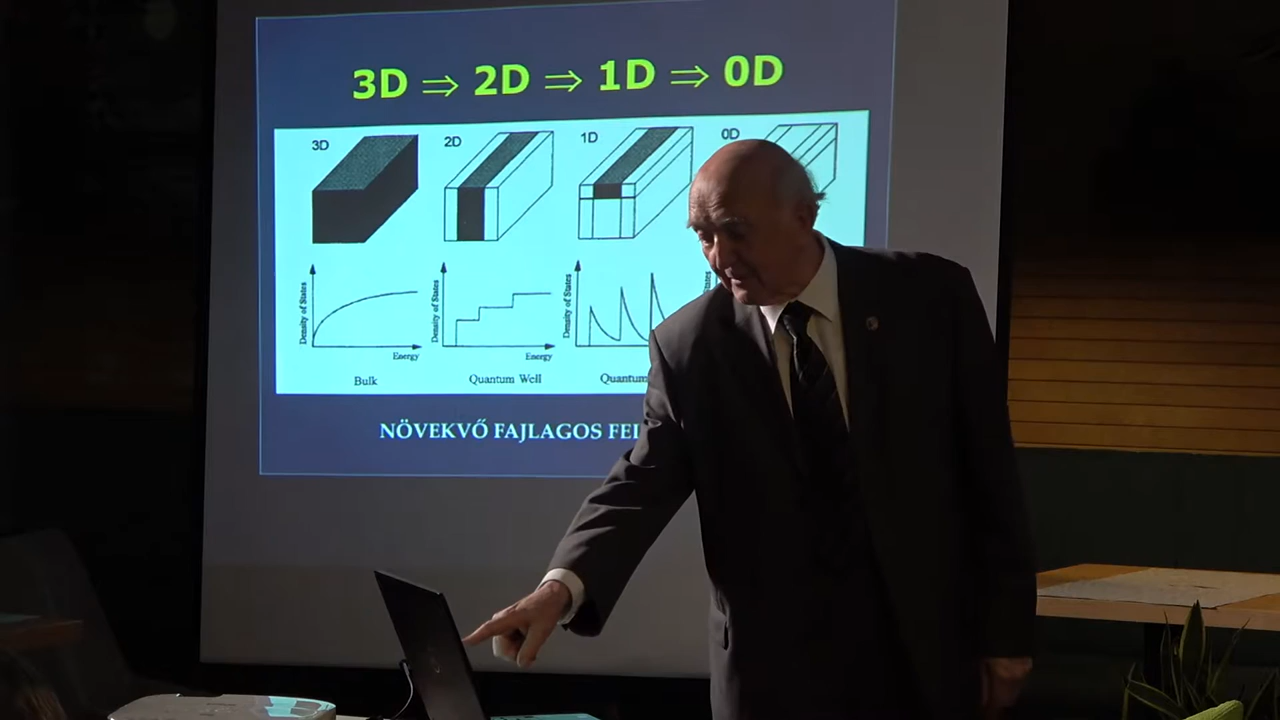 3D ⇒ 2D ⇒ 1D ⇒ 0D
3D 2D 1D 0D
Density of States Density of States Density of States
Energy Energy
Bulk Quantum Well Quantum
NÖVEKVŐ FAJLAGOS